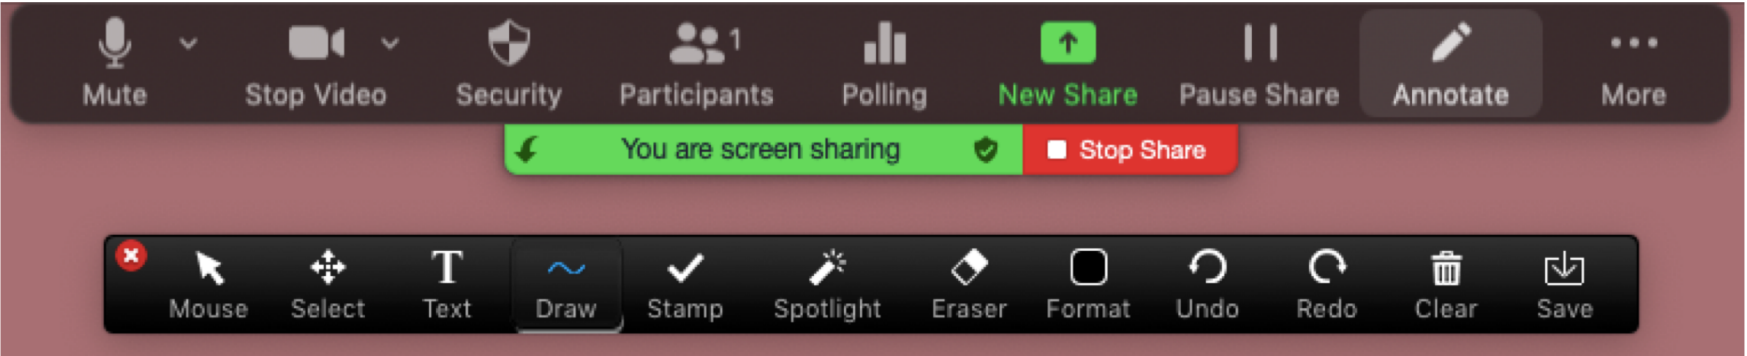 1
Mute Stop Video Security Participants Polling New Share Pause Share Annotate More
You are screen sharing Stop Share
T
Mouse Select Text Draw Stamp Spotlight Eraser Format Undo Redo Clear Save